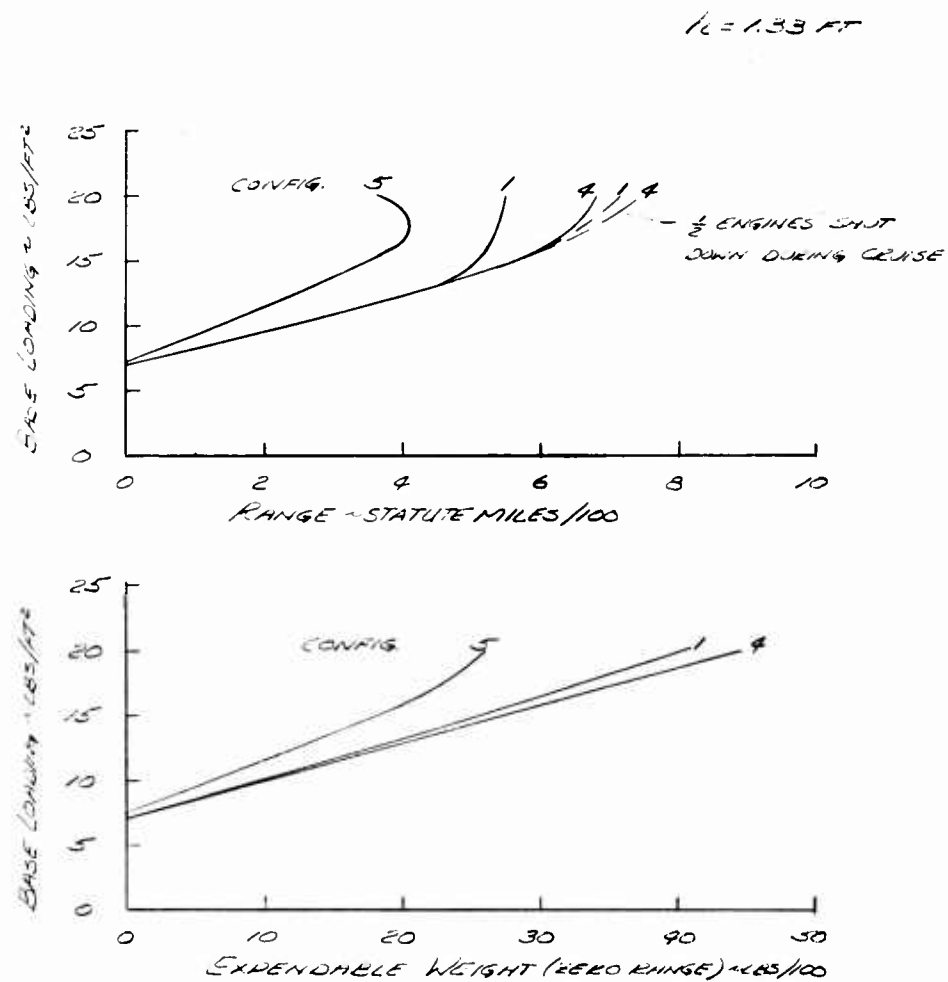 h = 1.33 FT
BASE LOADING ~ LBS/FT²
25
20
15
10
5
0
CONFIG. 5 1 4 1 4
½ ENGINES SHUT
DOWN DURING CRUISE
0 2 4 6 8 10
RANGE ~ STATUTE MILES/100
BASE LOADING ~ LBS/FT²
25
20
15
10
5
0
CONFIG 5 1 4
0 10 20 30 40 50
EXPENDABLE WEIGHT (ZERO RANGE) ~ LBS/100